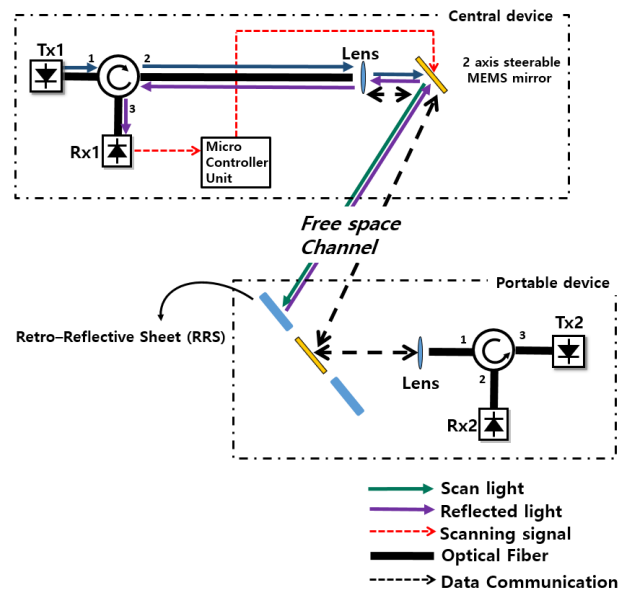 Central device
Tx1
1
2
Lens
2 axis steerable
MEMS mirror
3
Rx1
Micro
Controller
Unit
Free space
Channel
Portable device
Retro-Reflective Sheet (RRS)
1
3
Tx2
Lens
2
Rx2
Scan light
Reflected light
Scanning signal
Optical Fiber
Data Communication